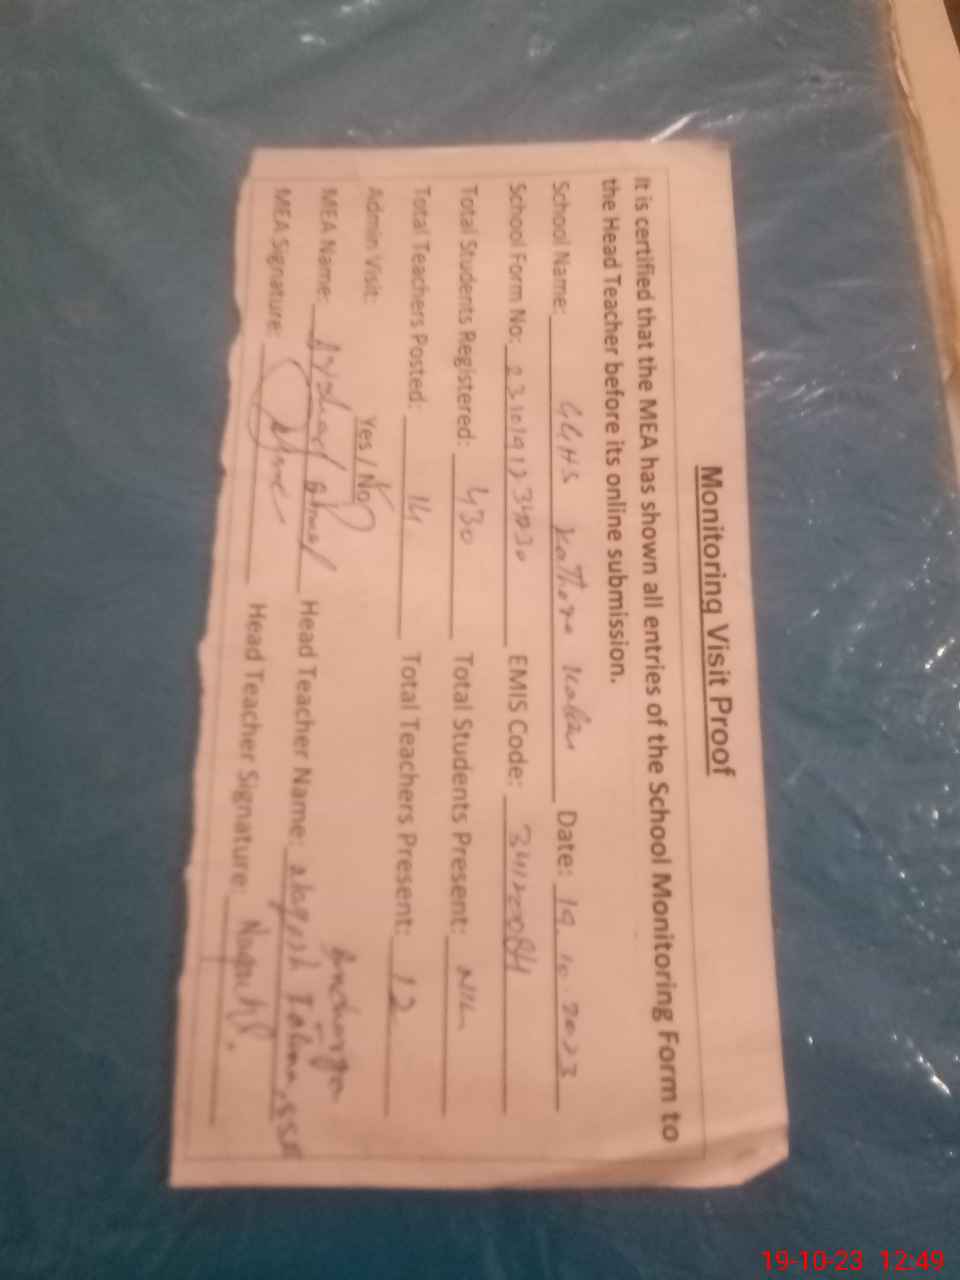 Monitoring Visit Proof
It is certified that the MEA has shown all entries of the School Monitoring Form to
the Head Teacher before its online submission.
School Name: GGHS Date: 19.10.2023
School Form No: EMIS Code:
Total Students Registered: 430 Total Students Present: NIL
Total Teachers Posted: 14 Total Teachers Present: 12
Admin Visit: Yes / No
MEA Name: Head Teacher Name:
MEA Signature: Head Teacher Signature:
19-10-23 12:49